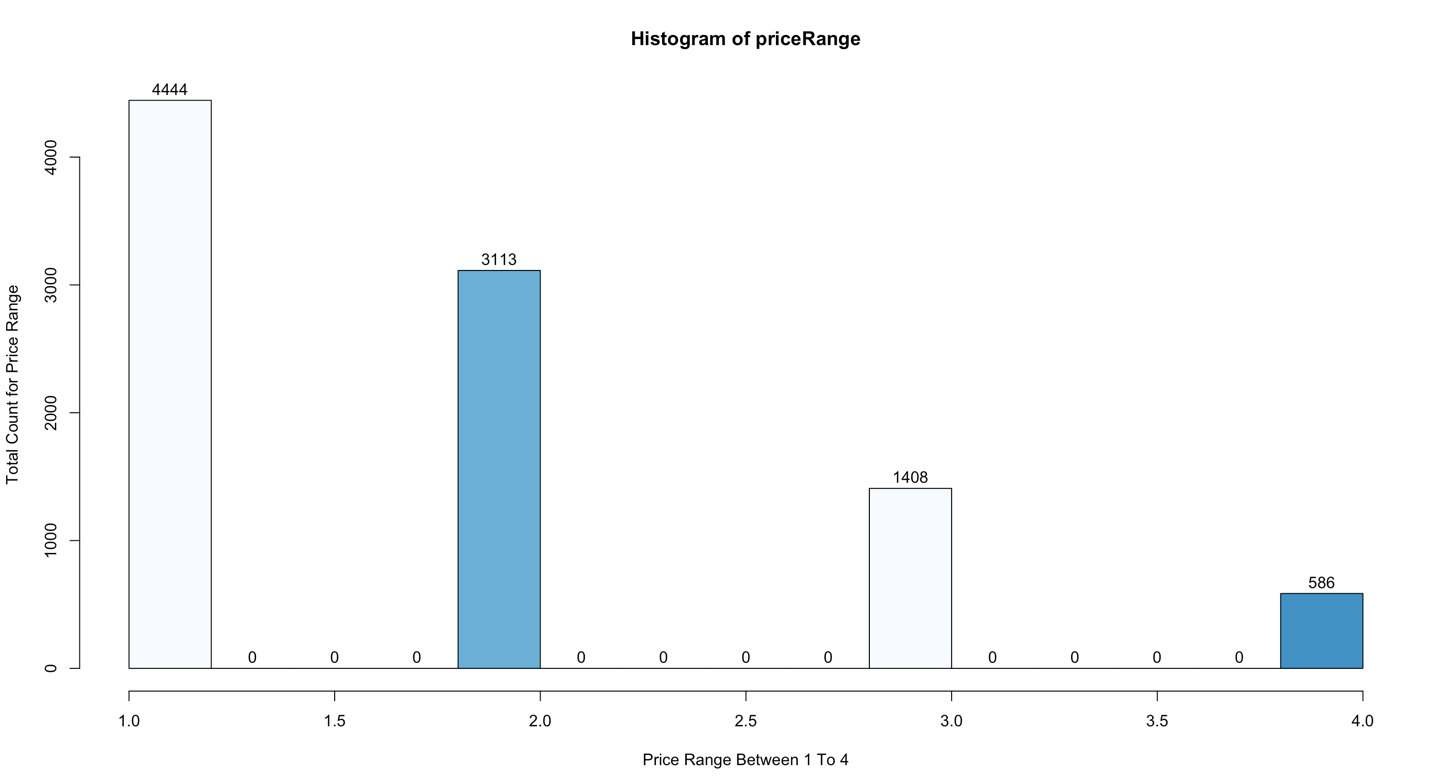 Histogram of priceRange
4444
3113
1408
586
0 0 0 0 0 0 0 0 0 0 0
Total Count for Price Range
4000
3000
2000
1000
0
1.0 1.5 2.0 2.5 3.0 3.5 4.0
Price Range Between 1 To 4